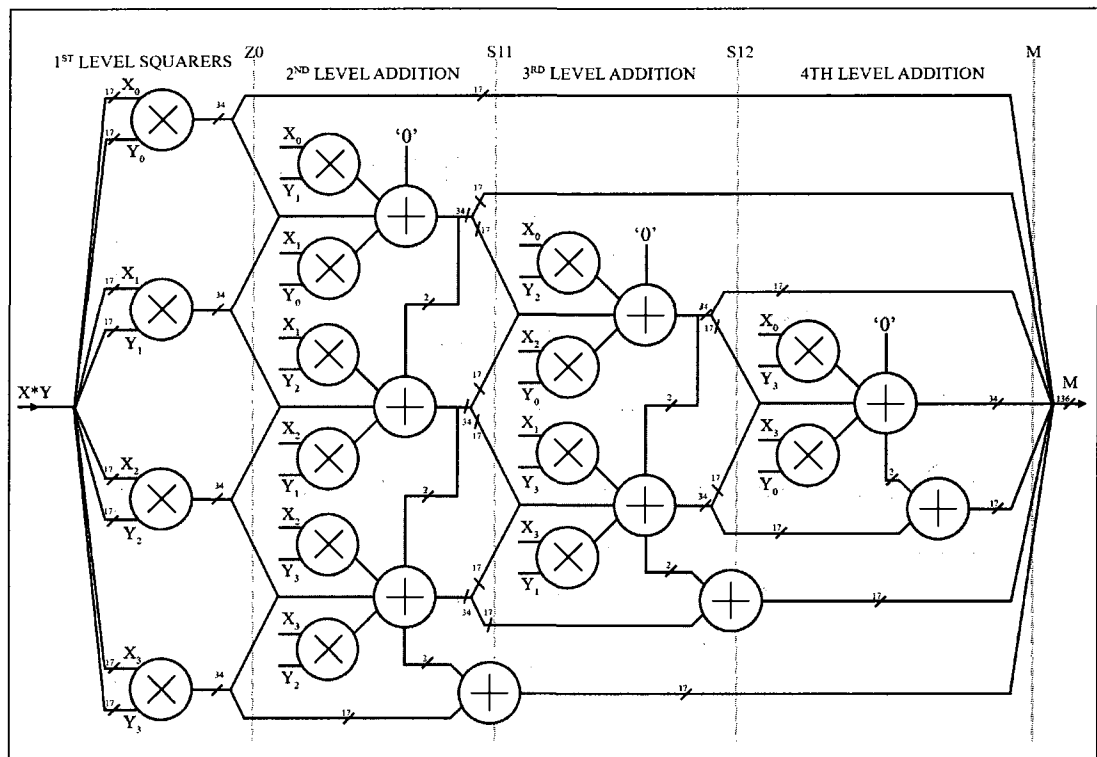 Z0 S11 S12 M
1ST LEVEL SQUARERS 2ND LEVEL ADDITION 3RD LEVEL ADDITION 4TH LEVEL ADDITION
17 X0
34
17
17 Y0
X0 '0'
Y1
17
34
17
X1
Y0
X0 '0'
Y2
17 X1
34
17 Y1
2
17
34
17
X0 '0'
Y3
X1
Y2
X2
Y0
2
17
X*Y
34
17
34
M
136
X2
Y1
X1
Y3
X3
Y0
17 X2
34
17 Y2
2
17
34
2
17
17
X2
Y3
X3
Y1
2
17
34
17
17
X3
Y2
17 X3
34
17 Y3
2
17
17